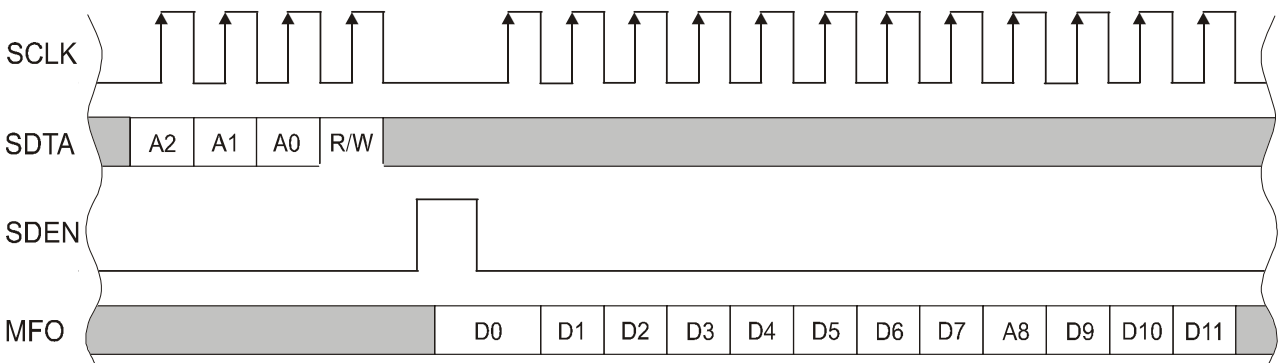 SCLK
SDTA A2 A1 A0 R/W
SDEN
MFO D0 D1 D2 D3 D4 D5 D6 D7 A8 D9 D10 D11